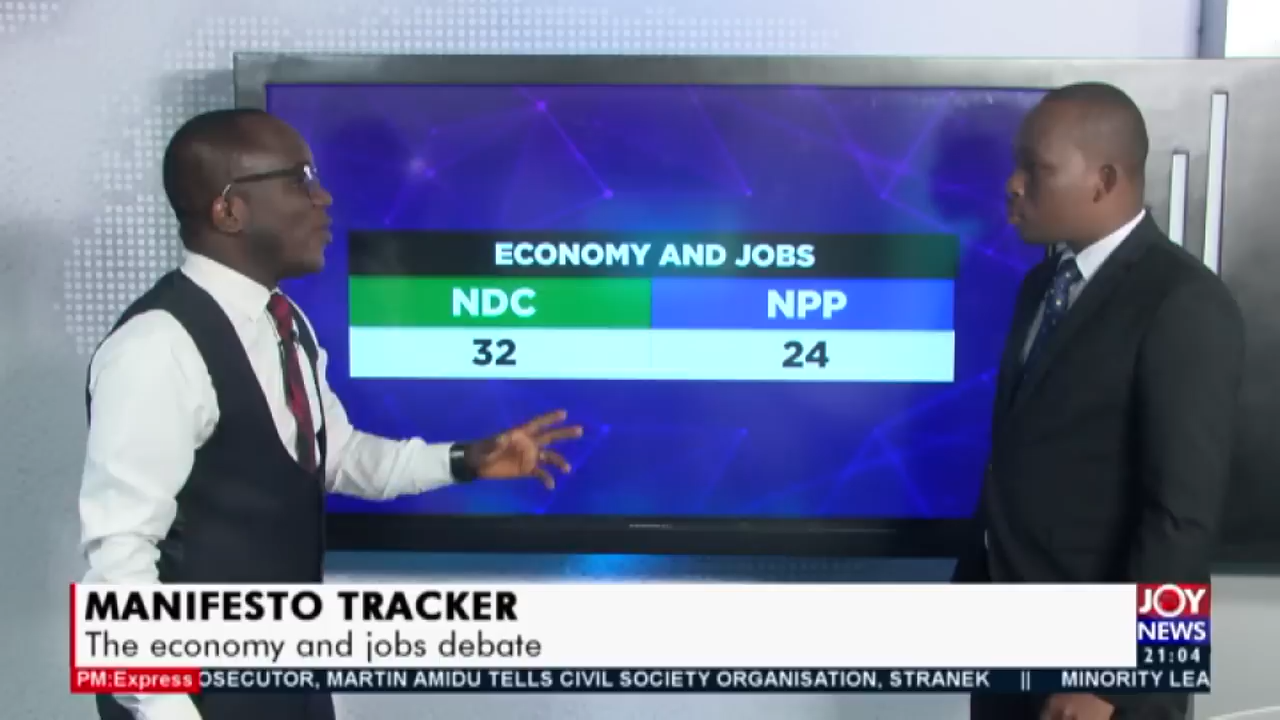 ECONOMY AND JOBS
NDC NPP
32 24
MANIFESTO TRACKER
The economy and jobs debate
JOY
NEWS
21:04
PM:Express OSECUTOR, MARTIN AMIDU TELLS CIVIL SOCIETY ORGANISATION, STRANEK || MINORITY LEA